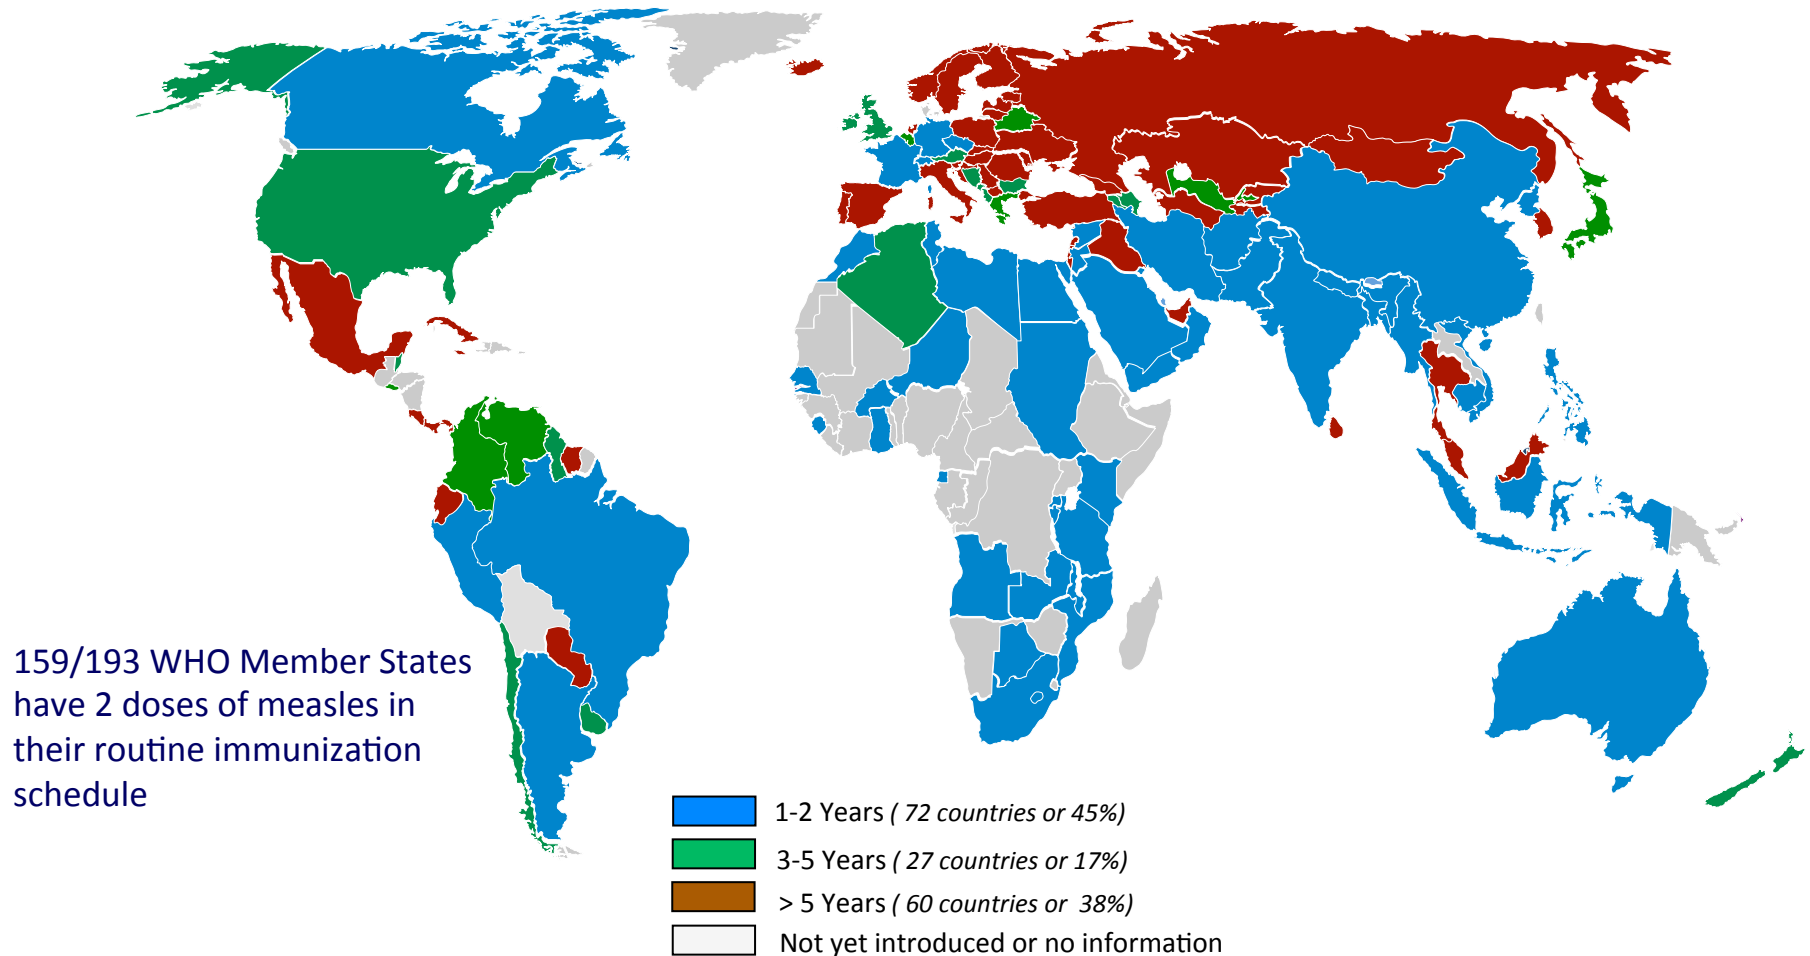 159/193 WHO Member States
have 2 doses of measles in
their routine immunization
schedule
1-2 Years ( 72 countries or 45%)
3-5 Years ( 27 countries or 17%)
> 5 Years ( 60 countries or  38%)
Not yet introduced or no information